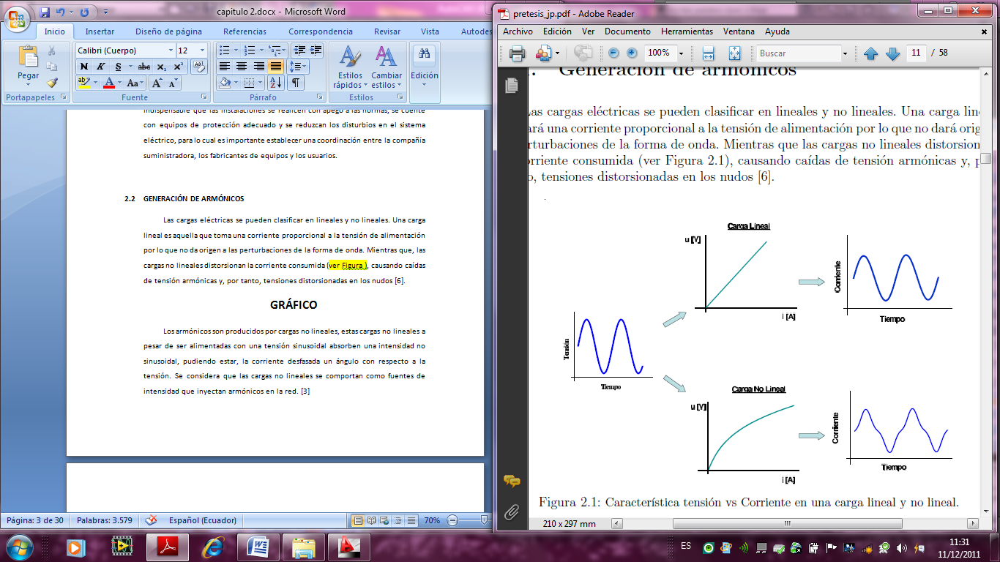 capitulo 2.docx - Microsoft Word
Inicio Insertar Diseño de página Referencias Correspondencia Revisar Vista Autodes
Pegar
Calibri (Cuerpo) 12
N K S abc x₂ x² Aa
ab A Aa A A
Estilos rápidos
Cambiar estilos
Edición
Portapapeles Fuente Párrafo Estilos
indispensable que las instalaciones se realicen con apego a las normas, se cuente
con equipos de protección adecuado y se reduzcan los disturbios en el sistema
eléctrico, para lo cual es importante establecer una coordinación entre la compañía
suministradora, los fabricantes de equipos y los usuarios.
2.2 GENERACIÓN DE ARMÓNICOS
Las cargas eléctricas se pueden clasificar en lineales y no lineales. Una carga
lineal es aquella que toma una corriente proporcional a la tensión de alimentación
por lo que no da origen a las perturbaciones de la forma de onda. Mientras que, las
cargas no lineales distorsionan la corriente consumida (ver Figura ), causando caídas
de tensión armónicas y, por tanto, tensiones distorsionadas en los nudos [6].
GRÁFICO
Los armónicos son producidos por cargas no lineales, estas cargas no lineales a
pesar de ser alimentadas con una tensión sinusoidal absorben una intensidad no
sinusoidal, pudiendo estar, la corriente desfasada un ángulo con respecto a la
tensión. Se considera que las cargas no lineales se comportan como fuentes de
intensidad que inyectan armónicos en la red. [3]
Página: 3 de 30 Palabras: 3.579 Español (Ecuador) 70%
pretesis_jp.pdf - Adobe Reader
Archivo Edición Ver Documento Herramientas Ventana Ayuda
100% Buscar 11 / 58
Generación de armónicos
Las cargas eléctricas se pueden clasificar en lineales y no lineales. Una carga line
ará una corriente proporcional a la tensión de alimentación por lo que no dará orig
rturbaciones de la forma de onda. Mientras que las cargas no lineales distorsion
orriente consumida (ver Figura 2.1), causando caídas de tensión armónicas y, p
o, tensiones distorsionadas en los nudos [6].
Carga Lineal
u [V]
i [A]
Corriente
Tiempo
Tensión
Tiempo
Carga No Lineal
u [V]
i [A]
Corriente
Tiempo
Figura 2.1: Característica tensión vs Corriente en una carga lineal y no lineal.
210 x 297 mm
ES
11:31
11/12/2011